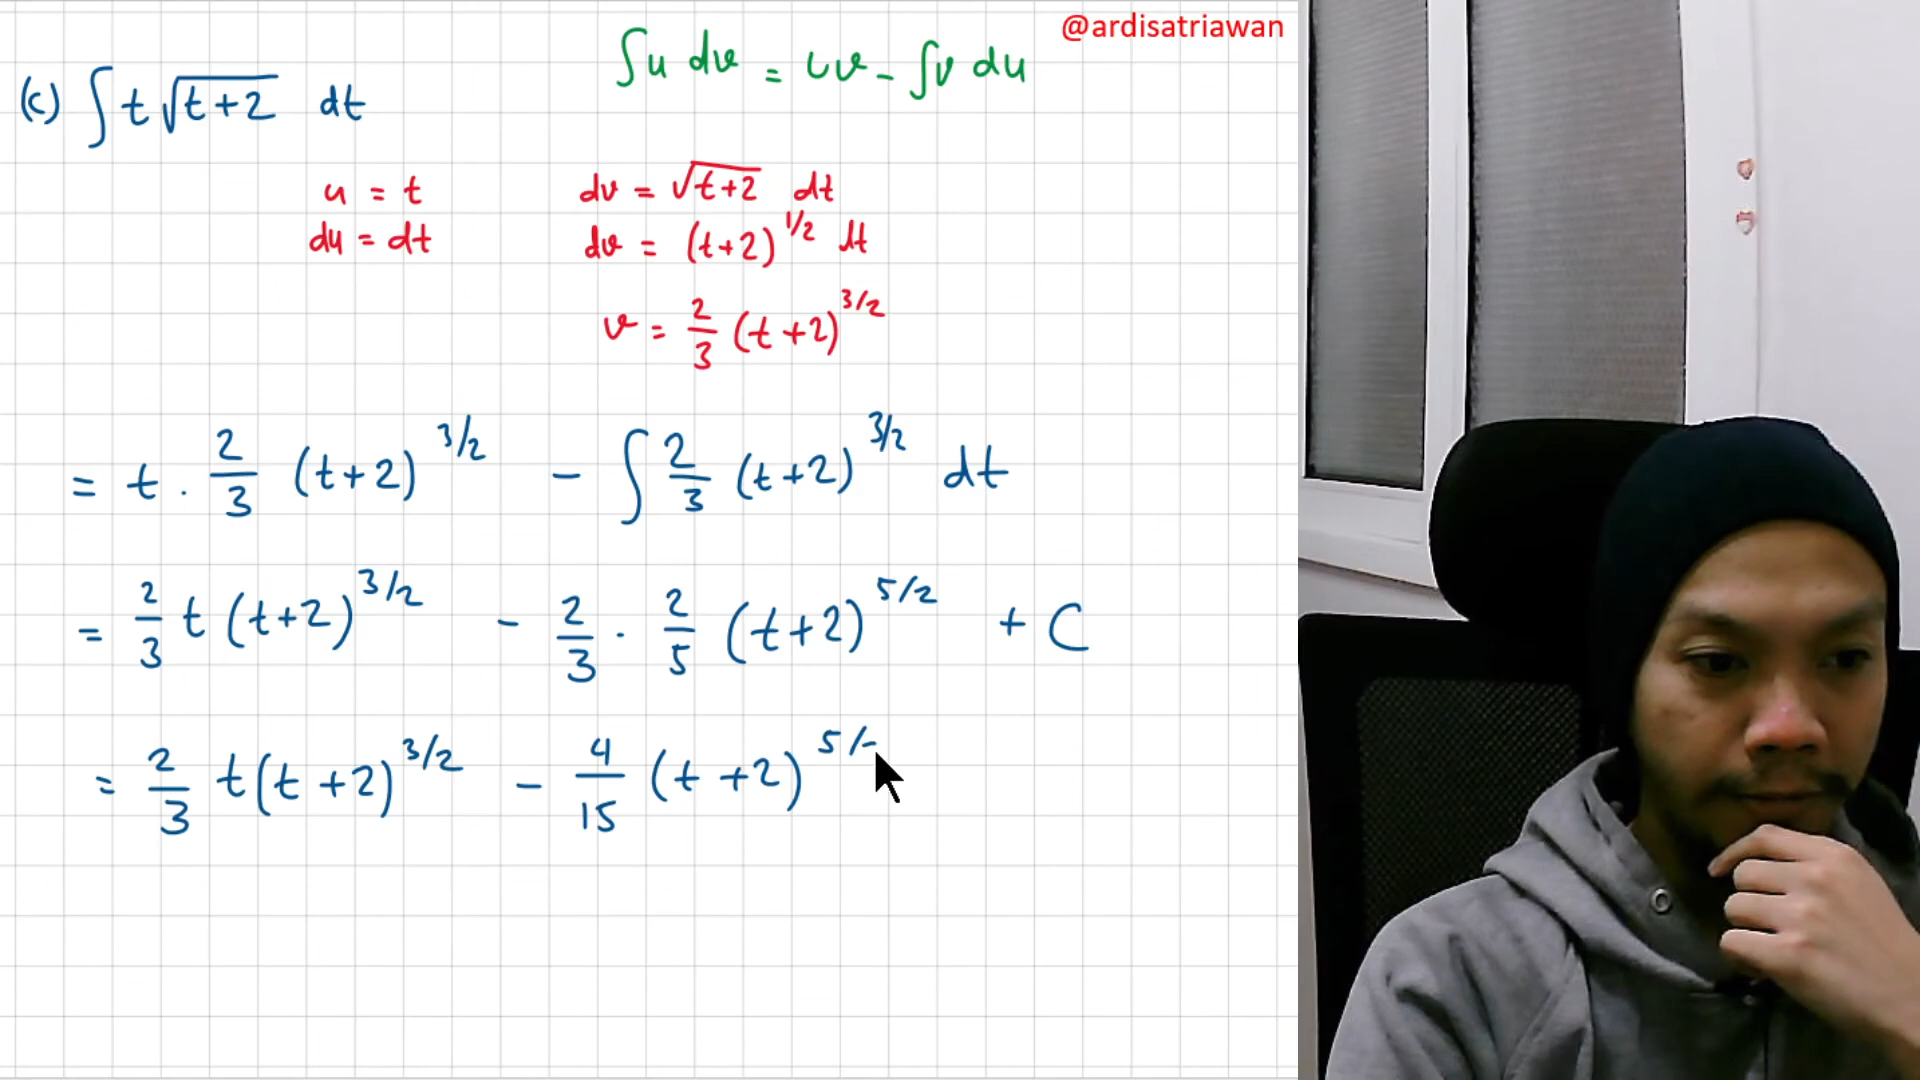 @ardisatriawan
∫u dv = uv - ∫v du
(c) ∫ t √(t+2) dt
u = t    dv = √(t+2) dt
du = dt    dv = (t+2)^1/2 dt
v = 2/3 (t+2)^3/2
= t . 2/3 (t+2)^3/2 - ∫ 2/3 (t+2)^3/2 dt
= 2/3 t (t+2)^3/2 - 2/3 . 2/5 (t+2)^5/2 + C
= 2/3 t(t+2)^3/2 - 4/15 (t+2)^5/